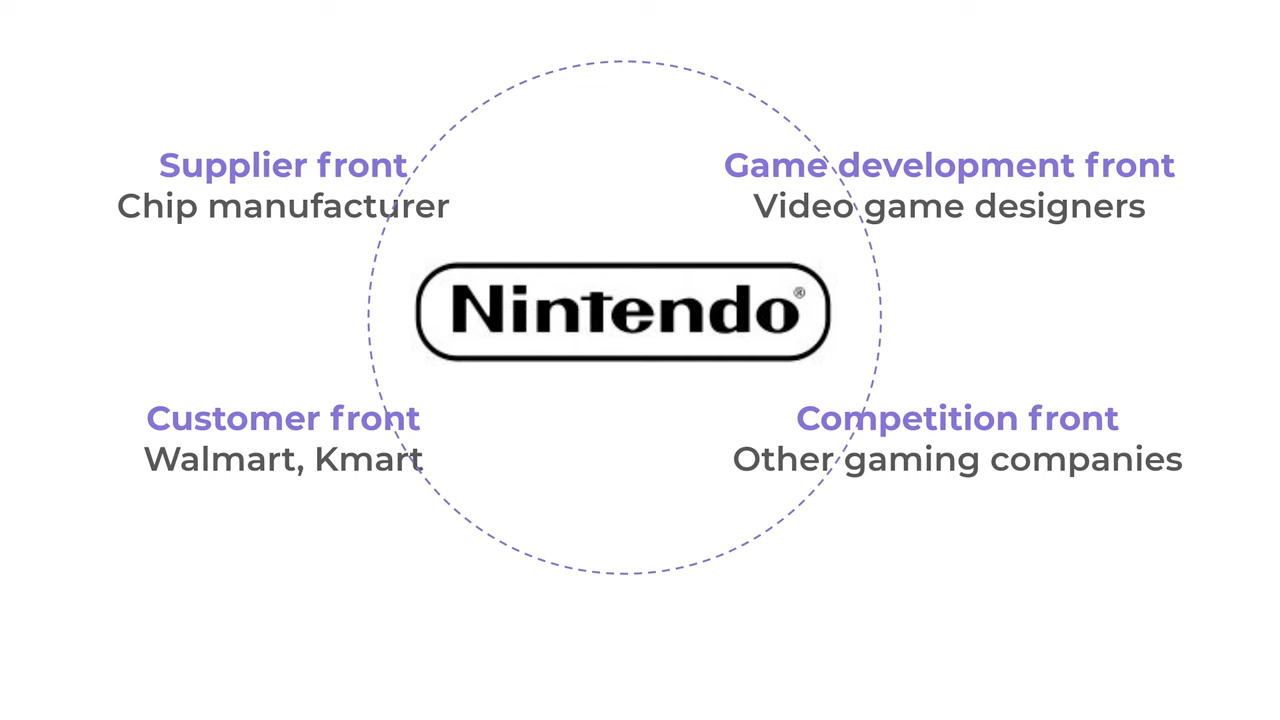 Supplier front
Chip manufacturer
Game development front
Video game designers
Nintendo®
Customer front
Walmart, Kmart
Competition front
Other gaming companies